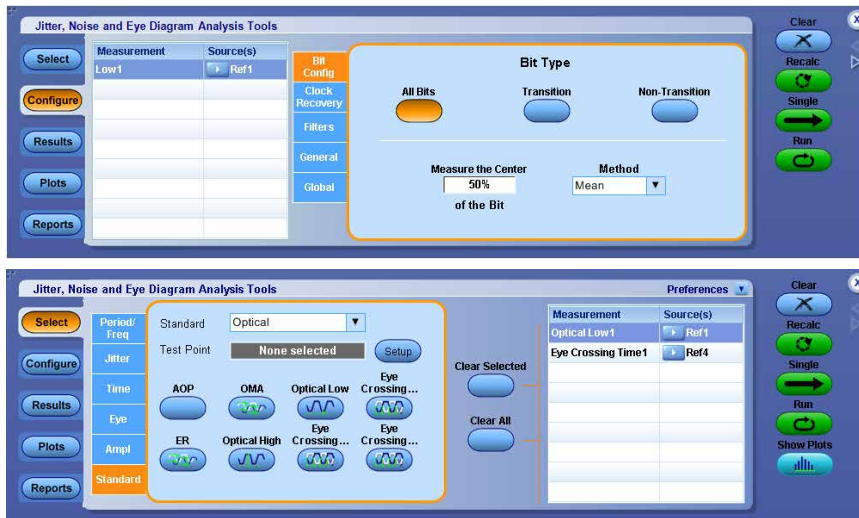 Jitter, Noise and Eye Diagram Analysis Tools
Clear
Select
Measurement Source(s)
Low1 Ref1
Configure
Results
Plots
Reports
Bit Config
Clock Recovery
Filters
General
Global
Bit Type
All Bits Transition Non-Transition
Measure the Center
50%
of the Bit
Method
Mean
Recalc
Single
Run
Jitter, Noise and Eye Diagram Analysis Tools
Preferences
Clear
Select
Configure
Results
Plots
Reports
Period/ Freq
Jitter
Time
Eye
Ampl
Standard
Standard Optical
Test Point None selected Setup
AOP OMA Optical Low Eye Crossing...
ER Optical High Eye Crossing... Eye Crossing...
Clear Selected
Clear All
Measurement Source(s)
Optical Low1 Ref1
Eye Crossing Time1 Ref4
Recalc
Single
Run
Show Plots